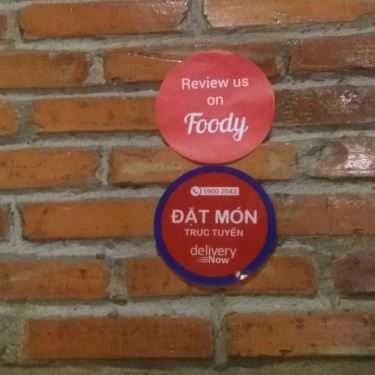 Review us
on
Foody
1900 2042
ĐẶT MÓN
TRỰC TUYẾN
delivery
Now